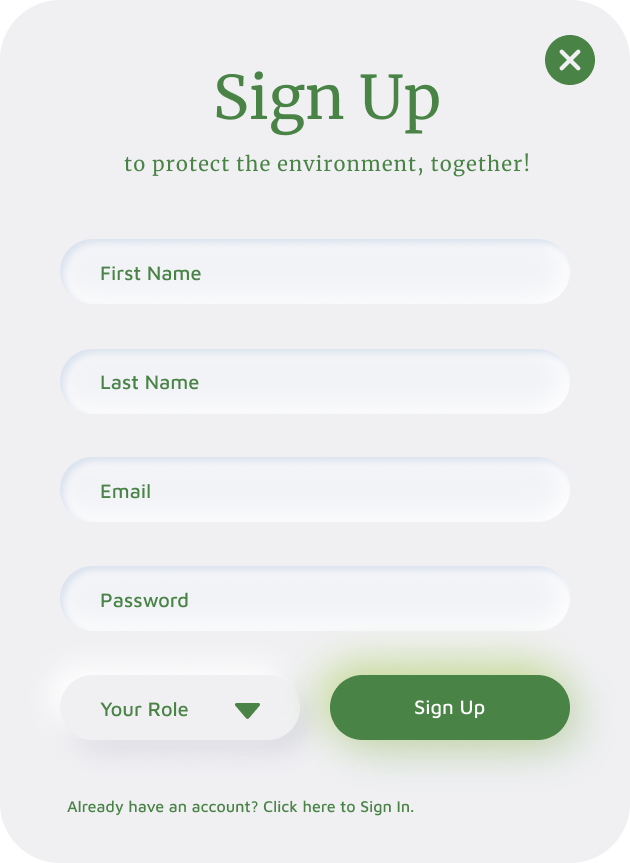 Sign Up
to protect the environment, together!
First Name
Last Name
Email
Password
Your Role
Sign Up
Already have an account? Click here to Sign In.